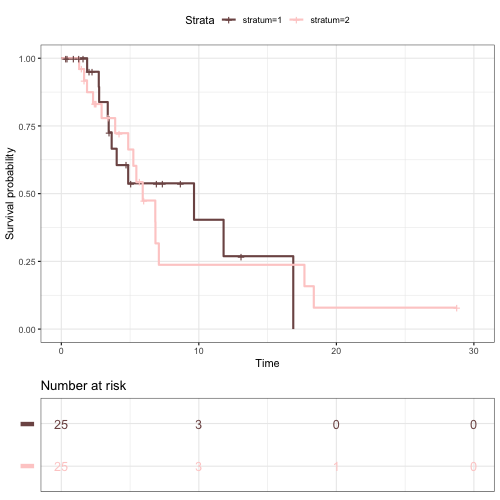 Strata stratum=1 stratum=2
1.00
0.75
0.50
0.25
0.00
Survival probability
0 10 20 30
Time
Number at risk
25 3 0 0
25 3 1 0